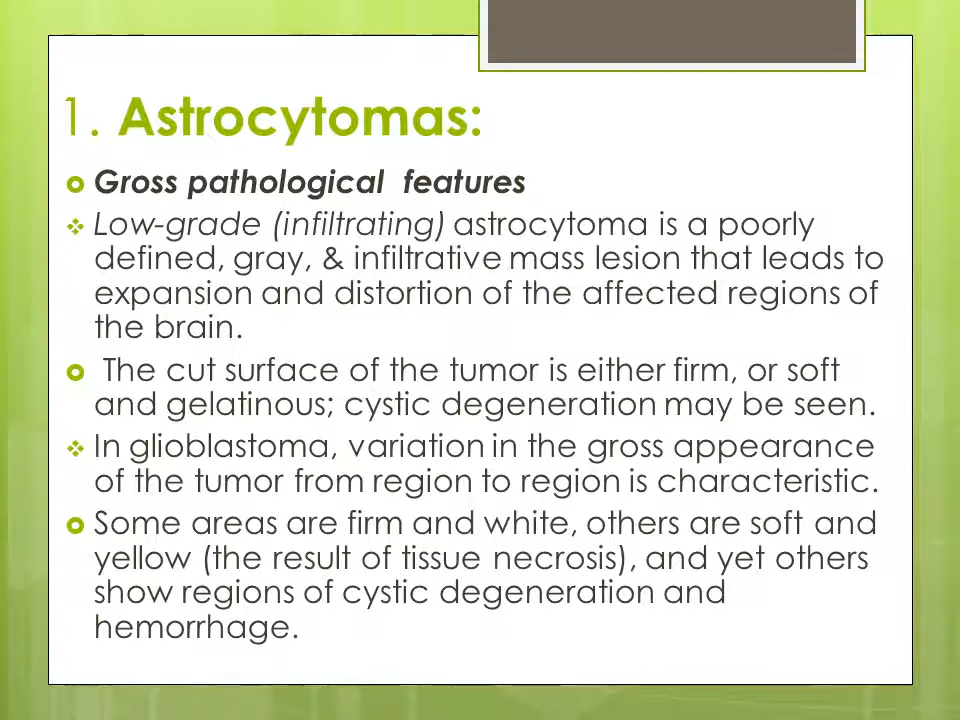 1. Astrocytomas:
Gross pathological features
Low-grade (infiltrating) astrocytoma is a poorly
defined, gray, & infiltrative mass lesion that leads to
expansion and distortion of the affected regions of
the brain.
The cut surface of the tumor is either firm, or soft
and gelatinous; cystic degeneration may be seen.
In glioblastoma, variation in the gross appearance
of the tumor from region to region is characteristic.
Some areas are firm and white, others are soft and
yellow (the result of tissue necrosis), and yet others
show regions of cystic degeneration and
hemorrhage.